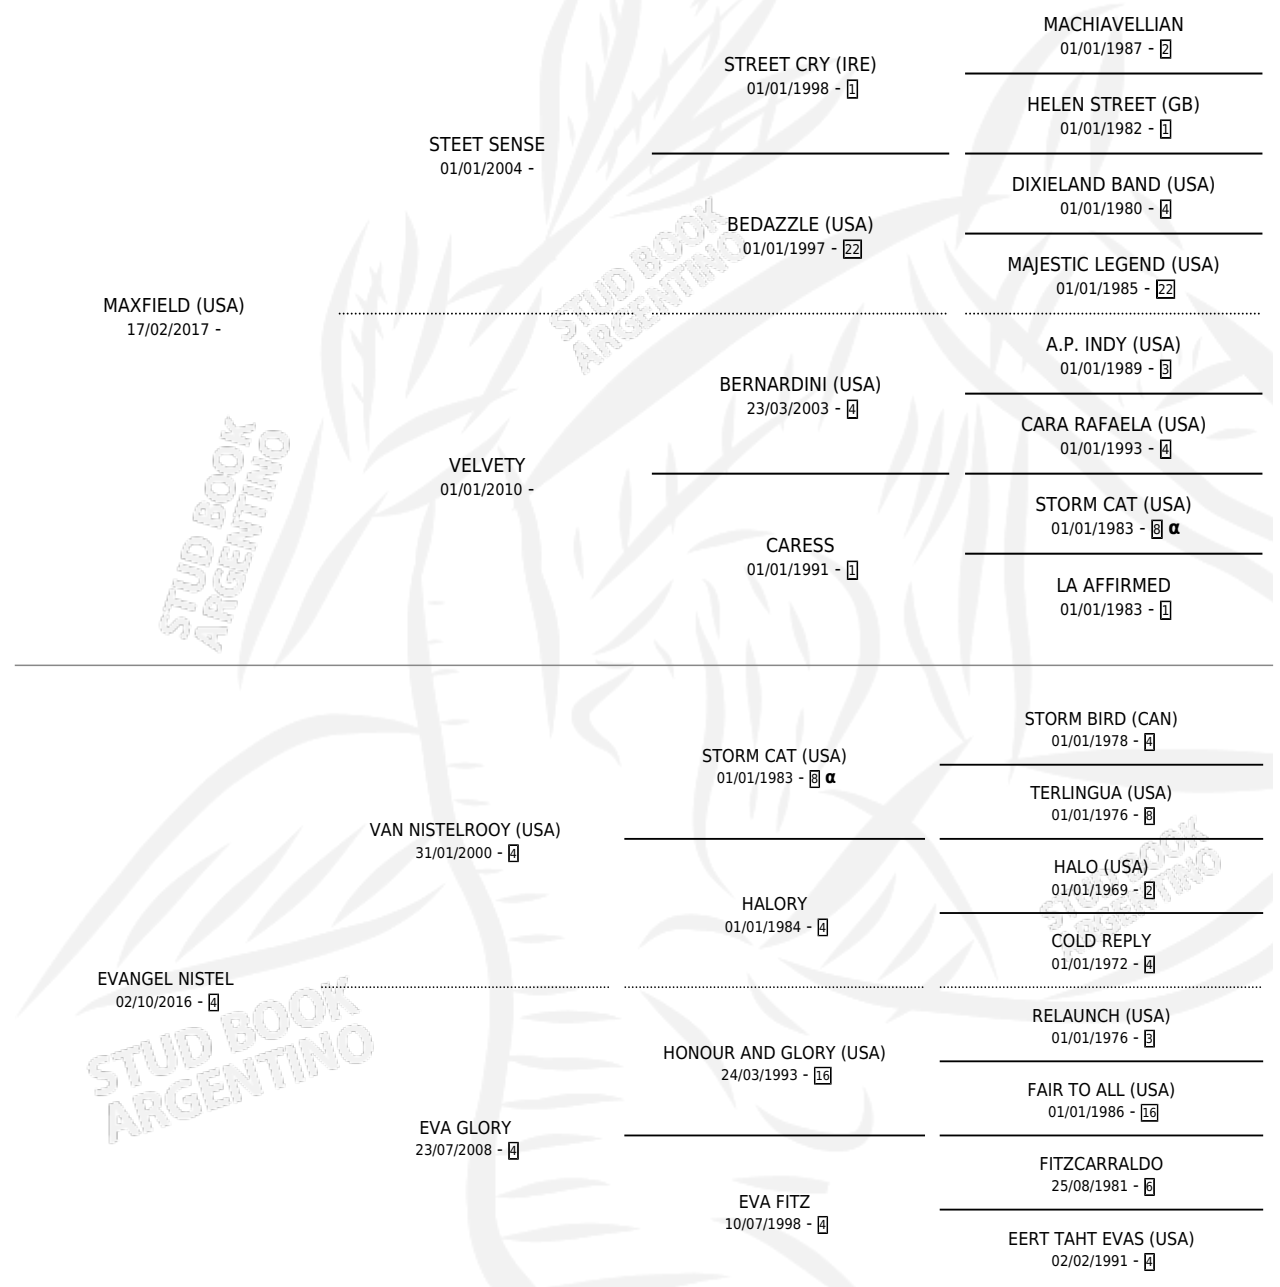 MACHIAVELLIAN
01/01/1987 - 2
STREET CRY (IRE)
01/01/1998 - 1
HELEN STREET (GB)
01/01/1982 - 1
STEET SENSE
01/01/2004 -
DIXIELAND BAND (USA)
01/01/1980 - 4
BEDAZZLE (USA)
01/01/1997 - 22
MAJESTIC LEGEND (USA)
01/01/1985 - 22
MAXFIELD (USA)
17/02/2017 -
A.P. INDY (USA)
01/01/1989 - 3
BERNARDINI (USA)
23/03/2003 - 4
CARA RAFAELA (USA)
01/01/1993 - 4
VELVETY
01/01/2010 -
STORM CAT (USA)
01/01/1983 - 8 α
CARESS
01/01/1991 - 1
LA AFFIRMED
01/01/1983 - 1
STORM BIRD (CAN)
01/01/1978 - 4
STORM CAT (USA)
01/01/1983 - 8 α
TERLINGUA (USA)
01/01/1976 - 8
VAN NISTELROOY (USA)
31/01/2000 - 4
HALO (USA)
01/01/1969 - 2
HALORY
01/01/1984 - 4
COLD REPLY
01/01/1972 - 4
EVANGEL NISTEL
02/10/2016 - 4
RELAUNCH (USA)
01/01/1976 - 3
HONOUR AND GLORY (USA)
24/03/1993 - 16
FAIR TO ALL (USA)
01/01/1986 - 16
EVA GLORY
23/07/2008 - 4
FITZCARRALDO
25/08/1981 - 6
EVA FITZ
10/07/1998 - 4
EERT TAHT EVAS (USA)
02/02/1991 - 4
STUD BOOK
ARGENTINO
STUD BOOK
ARGENTINO
STUD BOOK
ARGENTINO
STUD BOOK
ARGENTINO